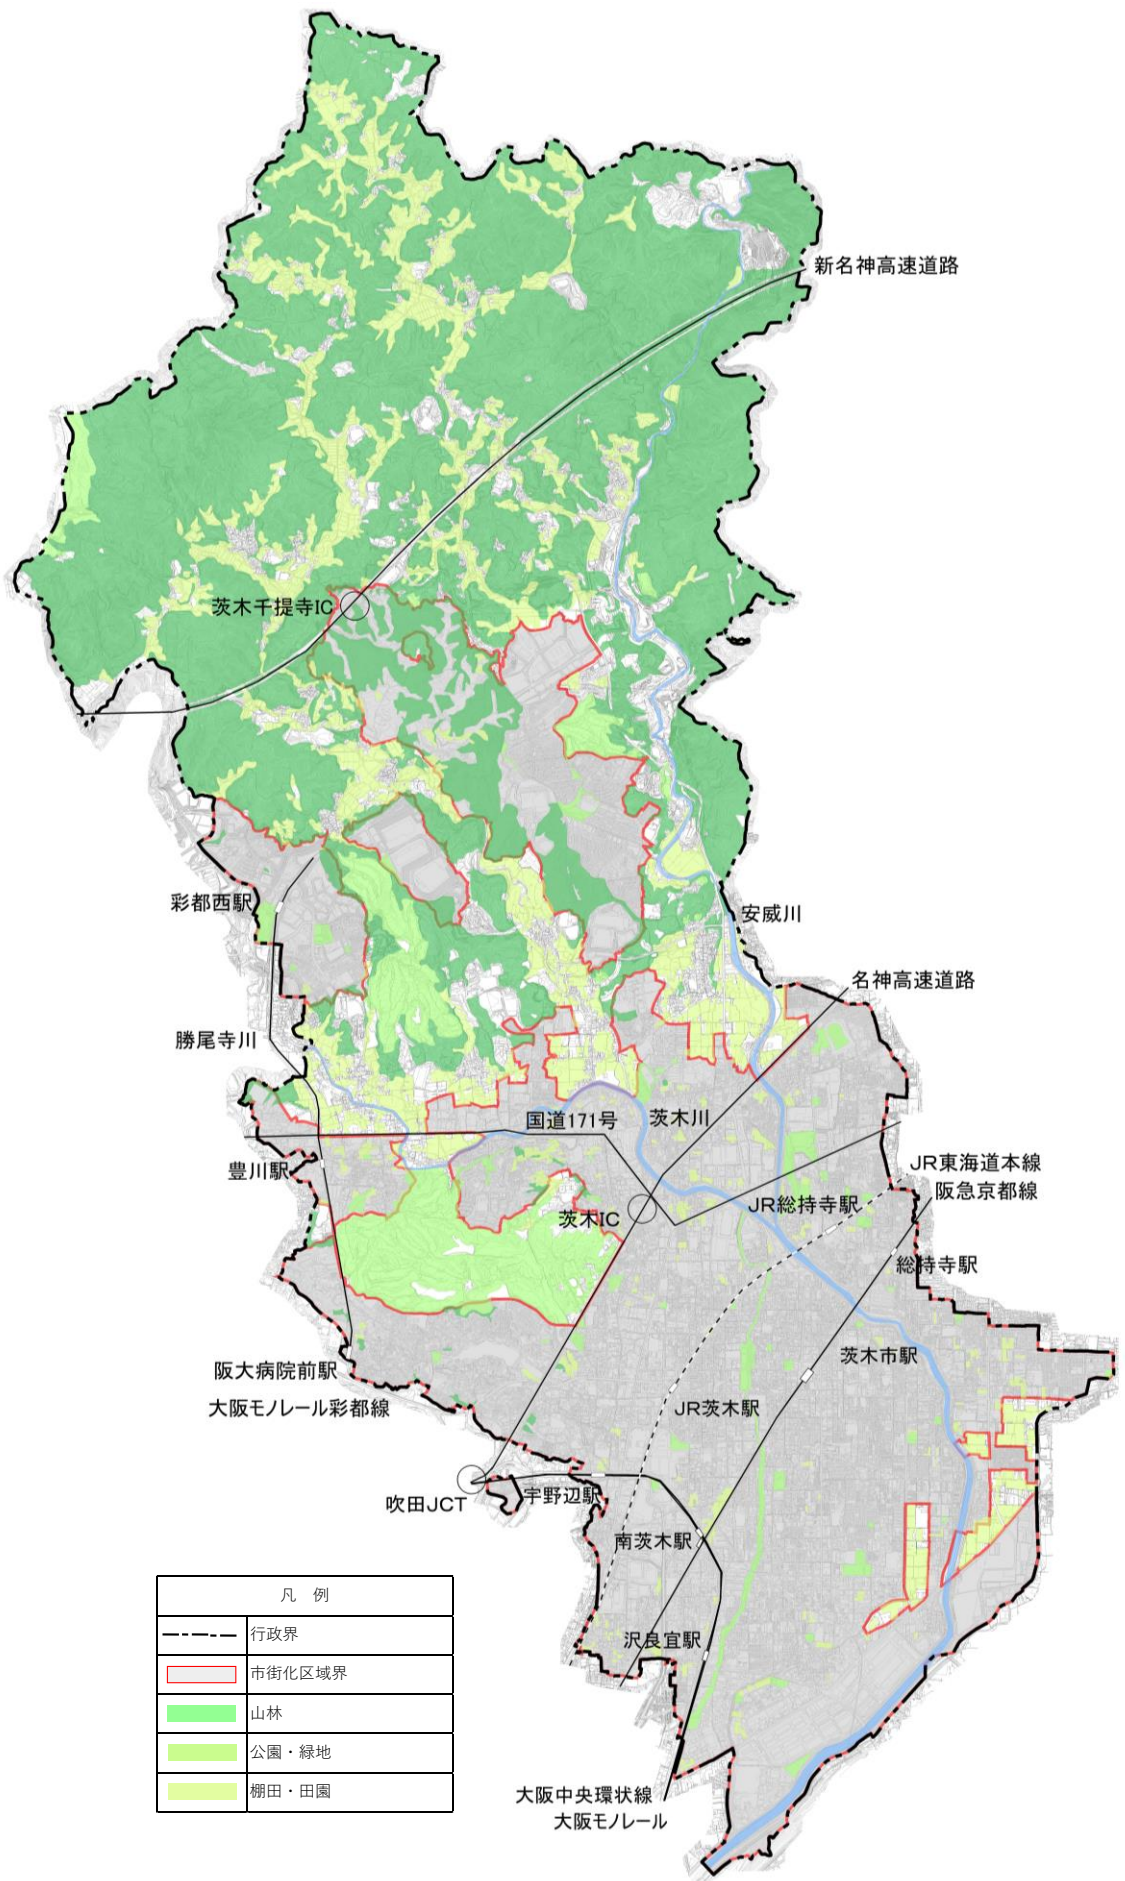 新名神高速道路
茨木千提寺IC
彩都西駅
安威川
名神高速道路
勝尾寺川
国道171号
茨木川
豊川駅
JR東海道本線
阪急京都線
JR総持寺駅
茨木IC
総持寺駅
茨木市駅
阪大病院前駅
大阪モノレール彩都線
JR茨木駅
吹田JCT
宇野辺駅
南茨木駅
沢良宜駅
大阪中央環状線
大阪モノレール
凡 例
行政界
市街化区域界
山林
公園・緑地
棚田・田園